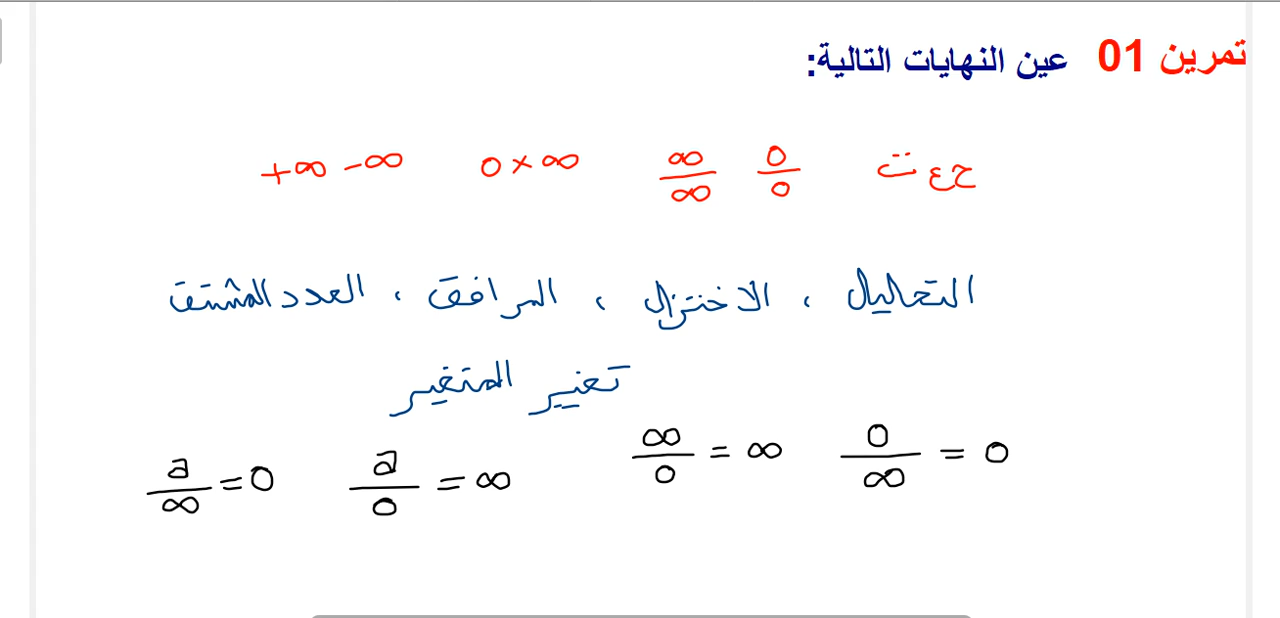 تمرين 01 عين النهايات التالية:
ح ع ت 0/0 ∞/∞ 0 × ∞ +∞ -∞
التحليل ، الاختزال ، المرافق ، العدد المشتق
تغيير المتغير
0/∞ = 0 ∞/0 = ∞ a/0 = ∞ a/∞ = 0